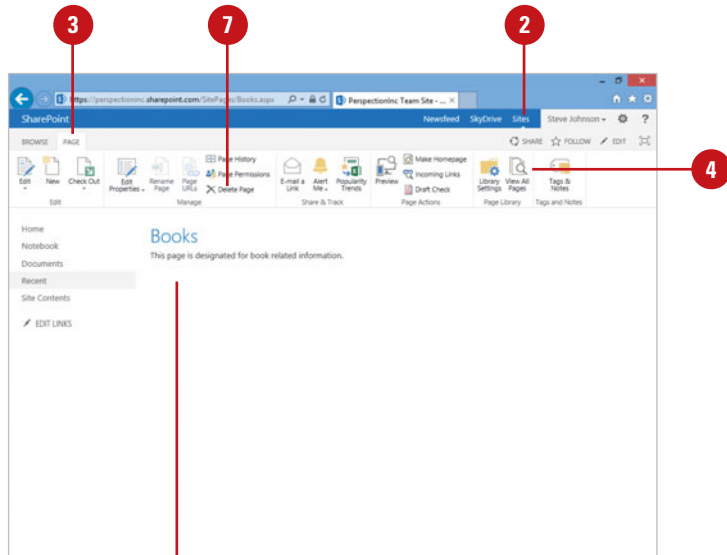 3 7 2
https://perspectioninc.sharepoint.com/SitePages/Books.aspx PerspectionInc Team Site - ...
SharePoint Newsfeed SkyDrive Sites Steve Johnson ?
BROWSE PAGE SHARE FOLLOW EDIT
Edit New Check Out Edit Properties Rename Page Page URLs Page History Page Permissions Delete Page E-mail a Link Alert Me Popularity Trends Preview Make Homepage Incoming Links Draft Check Library Settings View All Pages Tags & Notes
4
Edit Manage Share & Track Page Actions Page Library Tags and Notes
Home
Notebook
Documents
Recent
Site Contents
EDIT LINKS
Books
This page is designated for book related information.